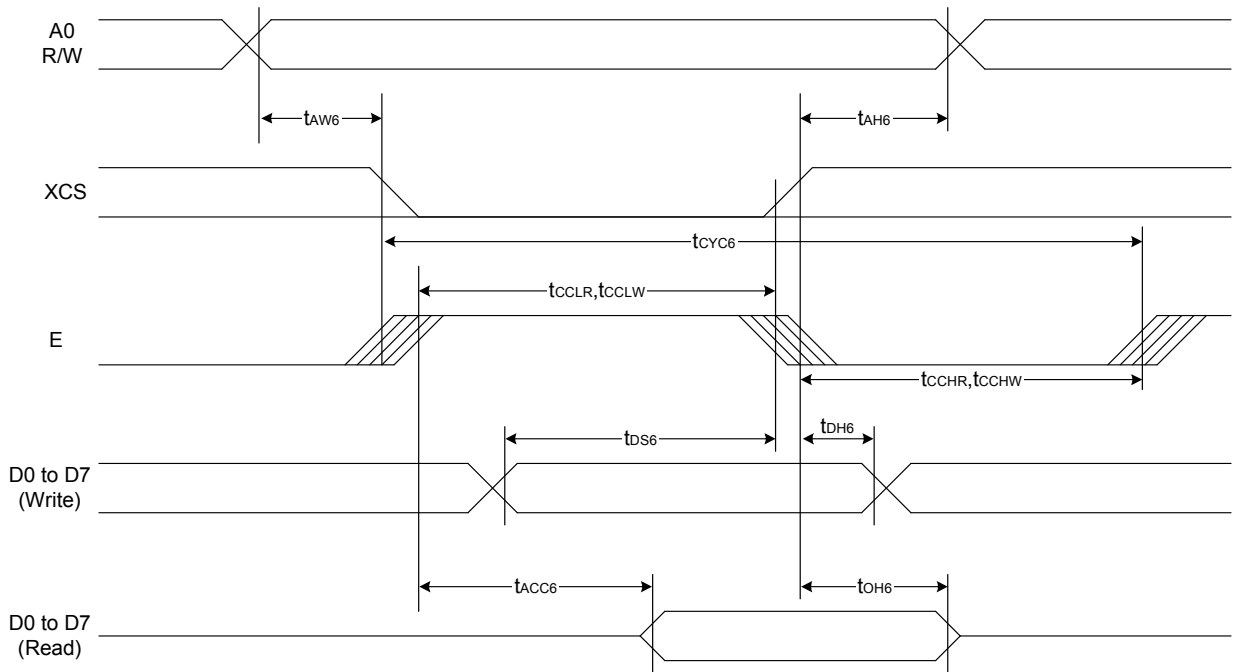 A0
R/W
tAW6
tAH6
XCS
tCYC6
tCCLR,tCCLW
E
tCCHR,tCCHW
tDS6
tDH6
D0 to D7
(Write)
tACC6
tOH6
D0 to D7
(Read)